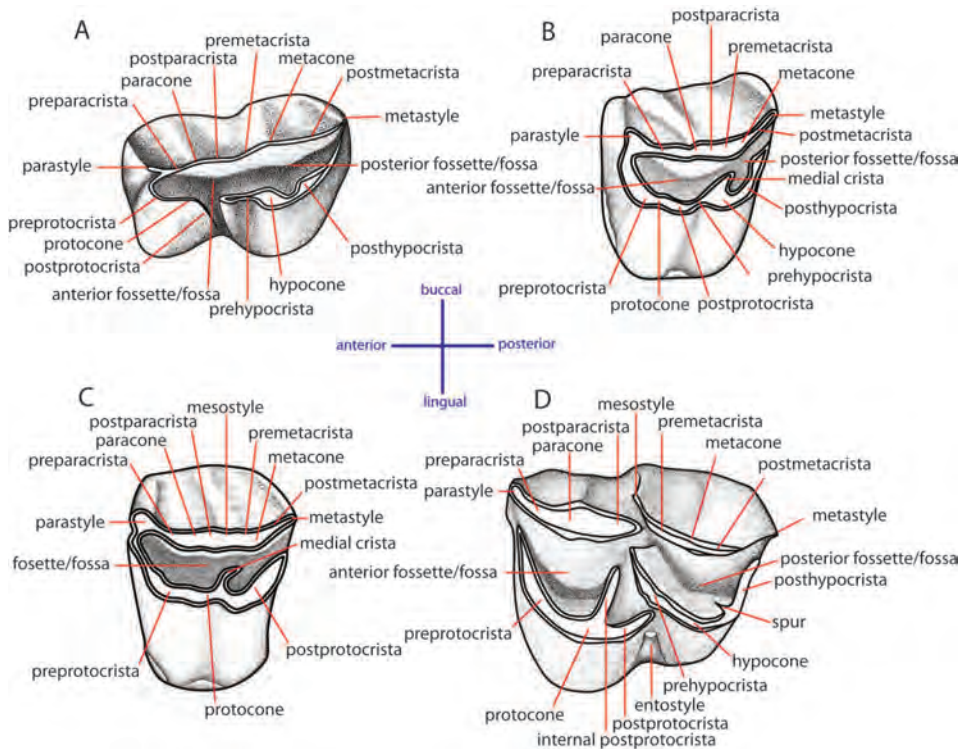 A
premetacrista
postparacrista
metacone
paracone
postmetacrista
preparacrista
metastyle
parastyle
posterior fossette/fossa
preprotocrista
protocone
posthypocrista
postprotocrista
hypocone
anterior fossette/fossa
prehypocrista
B
postparacrista
paracone
premetacrista
preparacrista
metacone
metastyle
parastyle
postmetacrista
posterior fossette/fossa
anterior fossette/fossa
medial crista
posthypocrista
hypocone
prehypocrista
preprotocrista
protocone
postprotocrista
buccal
anterior
posterior
lingual
C
mesostyle
postparacrista
premetacrista
paracone
metacone
preparacrista
postmetacrista
parastyle
metastyle
medial crista
fosette/fossa
postprotocrista
preprotocrista
protocone
D
mesostyle
postparacrista
premetacrista
paracone
metacone
preparacrista
postmetacrista
parastyle
metastyle
posterior fossette/fossa
anterior fossette/fossa
posthypocrista
preprotocrista
spur
hypocone
prehypocrista
entostyle
protocone
postprotocrista
internal postprotocrista